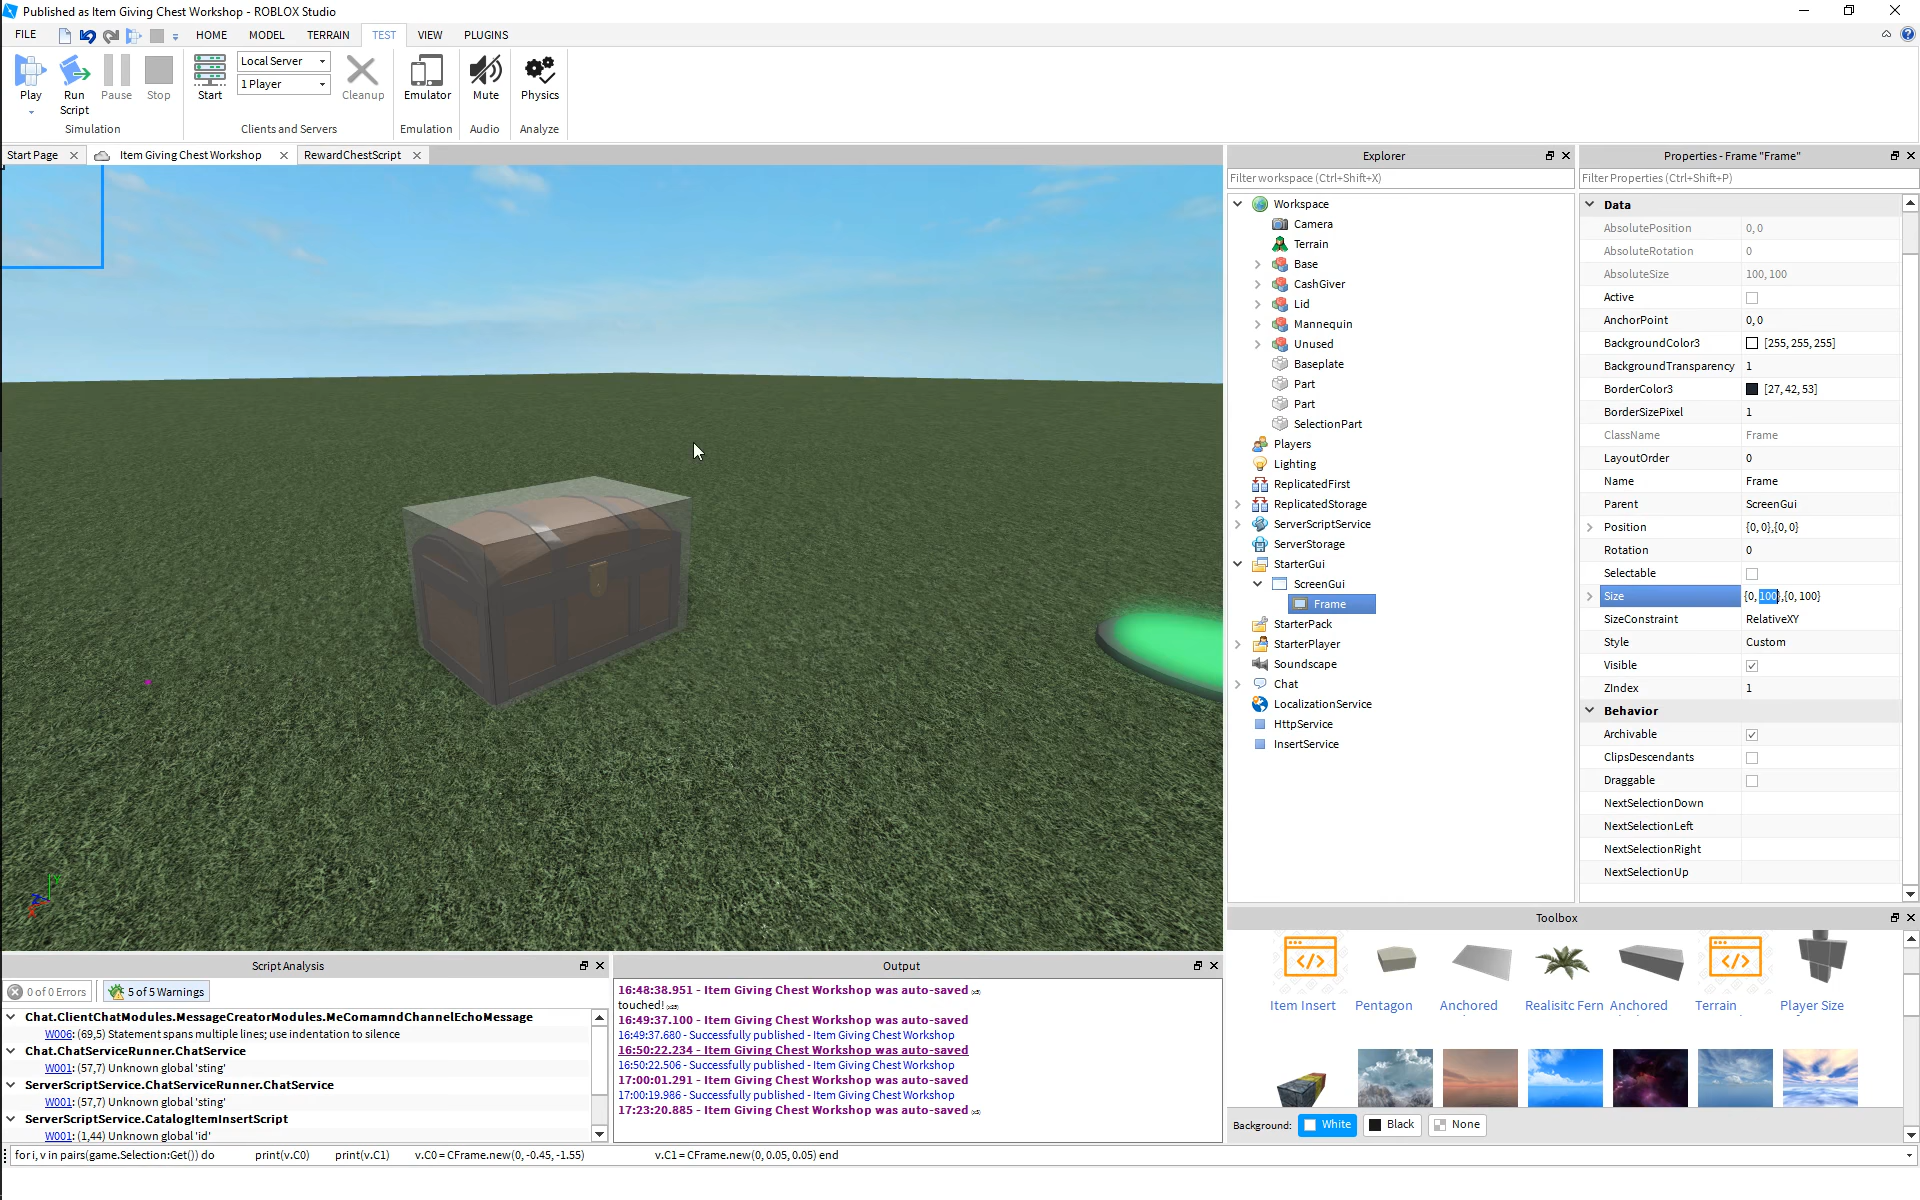 Published as Item Giving Chest Workshop - ROBLOX Studio
FILE HOME MODEL TERRAIN TEST VIEW PLUGINS
Local Server
1 Player
Play Run Script Pause Stop Start Cleanup Emulator Mute Physics
Simulation Clients and Servers Emulation Audio Analyze
Start Page Item Giving Chest Workshop RewardChestScript
Explorer
Filter workspace (Ctrl+Shift+X)
Workspace
Camera
Terrain
Base
CashGiver
Lid
Mannequin
Unused
Baseplate
Part
Part
SelectionPart
Players
Lighting
ReplicatedFirst
ReplicatedStorage
ServerScriptService
ServerStorage
StarterGui
ScreenGui
Frame
StarterPack
StarterPlayer
Soundscape
Chat
LocalizationService
HttpService
InsertService
Properties - Frame "Frame"
Filter Properties (Ctrl+Shift+P)
Data
AbsolutePosition 0, 0
AbsoluteRotation 0
AbsoluteSize 100, 100
Active
AnchorPoint 0, 0
BackgroundColor3 [255, 255, 255]
BackgroundTransparency 1
BorderColor3 [27, 42, 53]
BorderSizePixel 1
ClassName Frame
LayoutOrder 0
Name Frame
Parent ScreenGui
Position {0, 0},{0, 0}
Rotation 0
Selectable
Size {0, 100},{0, 100}
SizeConstraint RelativeXY
Style Custom
Visible
ZIndex 1
Behavior
Archivable
ClipsDescendants
Draggable
NextSelectionDown
NextSelectionLeft
NextSelectionRight
NextSelectionUp
Toolbox
Item Insert Pentagon Anchored Realisitc Fern Anchored Terrain Player Size
Background: White Black None
Script Analysis
0 of 0 Errors 5 of 5 Warnings
Chat.ClientChatModules.MessageCreatorModules.MeComamndChannelEchoMessage
W006: (69,5) Statement spans multiple lines; use indentation to silence
Chat.ChatServiceRunner.ChatService
W001: (57,7) Unknown global 'sting'
ServerScriptService.ChatServiceRunner.ChatService
W001: (57,7) Unknown global 'sting'
ServerScriptService.CatalogItemInsertScript
W001: (1,44) Unknown global 'id'
Output
16:48:38.951 - Item Giving Chest Workshop was auto-saved
touched!
16:49:37.100 - Item Giving Chest Workshop was auto-saved
16:49:37.680 - Successfully published - Item Giving Chest Workshop
16:50:22.234 - Item Giving Chest Workshop was auto-saved
16:50:22.506 - Successfully published - Item Giving Chest Workshop
17:00:01.291 - Item Giving Chest Workshop was auto-saved
17:00:19.986 - Successfully published - Item Giving Chest Workshop
17:23:20.885 - Item Giving Chest Workshop was auto-saved
for i, v in pairs(game.Selection:Get()) do print(v.C0) print(v.C1) v.C0 = CFrame.new(0, -0.45, -1.55) v.C1 = CFrame.new(0, 0.05, 0.05) end